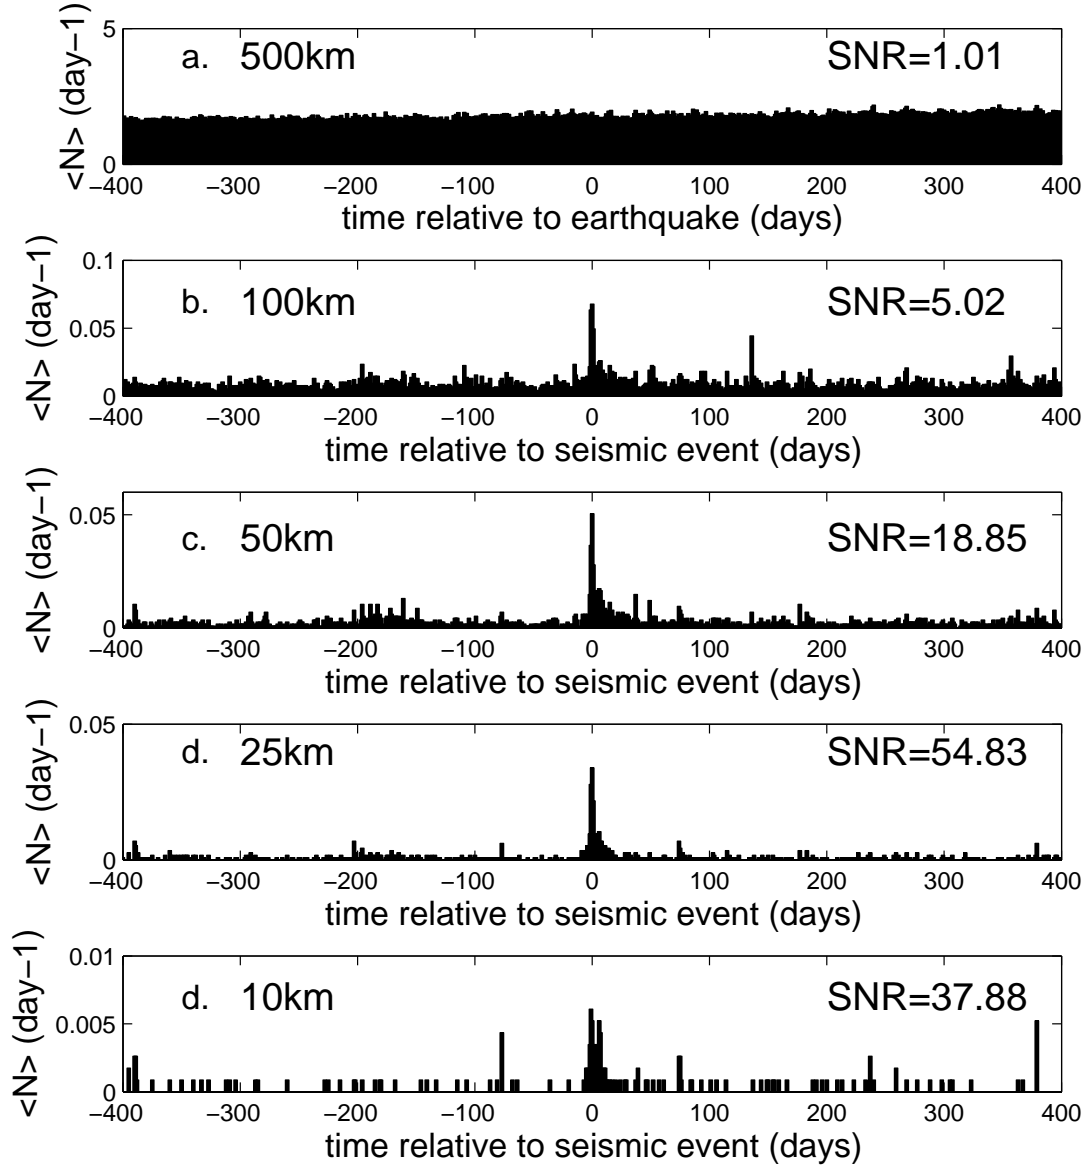 5
a. 500km SNR=1.01
<N> (day−1)
0
−400 −300 −200 −100 0 100 200 300 400
time relative to earthquake (days)
0.1
b. 100km SNR=5.02
0.05
<N> (day−1)
0
−400 −300 −200 −100 0 100 200 300 400
time relative to seismic event (days)
0.05
c. 50km SNR=18.85
<N> (day−1)
0
−400 −300 −200 −100 0 100 200 300 400
time relative to seismic event (days)
0.05
d. 25km SNR=54.83
<N> (day−1)
0
−400 −300 −200 −100 0 100 200 300 400
time relative to seismic event (days)
0.01
d. 10km SNR=37.88
0.005
<N> (day−1)
0
−400 −300 −200 −100 0 100 200 300 400
time relative to seismic event (days)